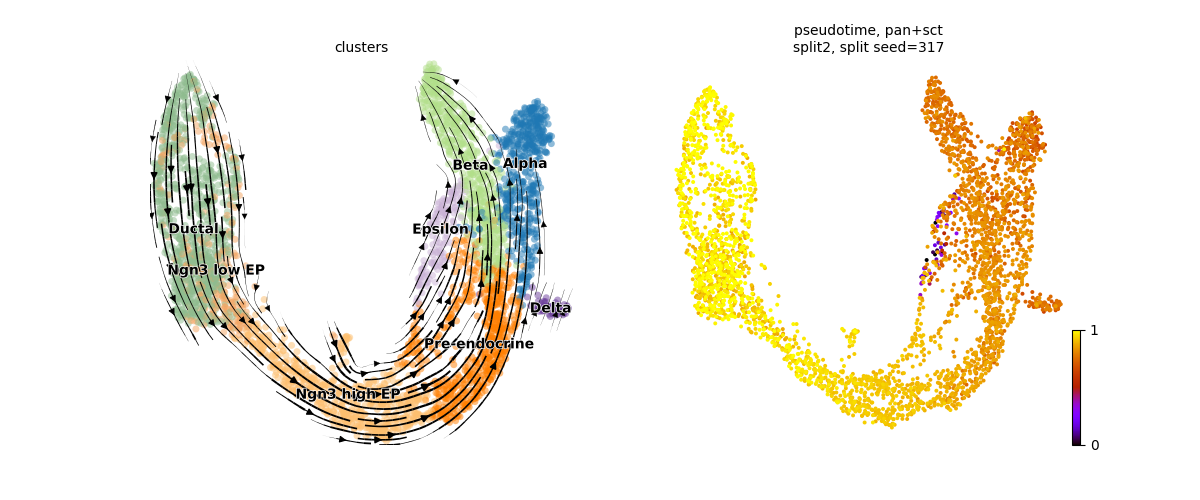 clusters
Beta
Alpha
Epsilon
Ductal
Ngn3 low EP
Delta
Pre-endocrine
Ngn3 high EP
pseudotime, pan+sct
split2, split seed=317
1
0